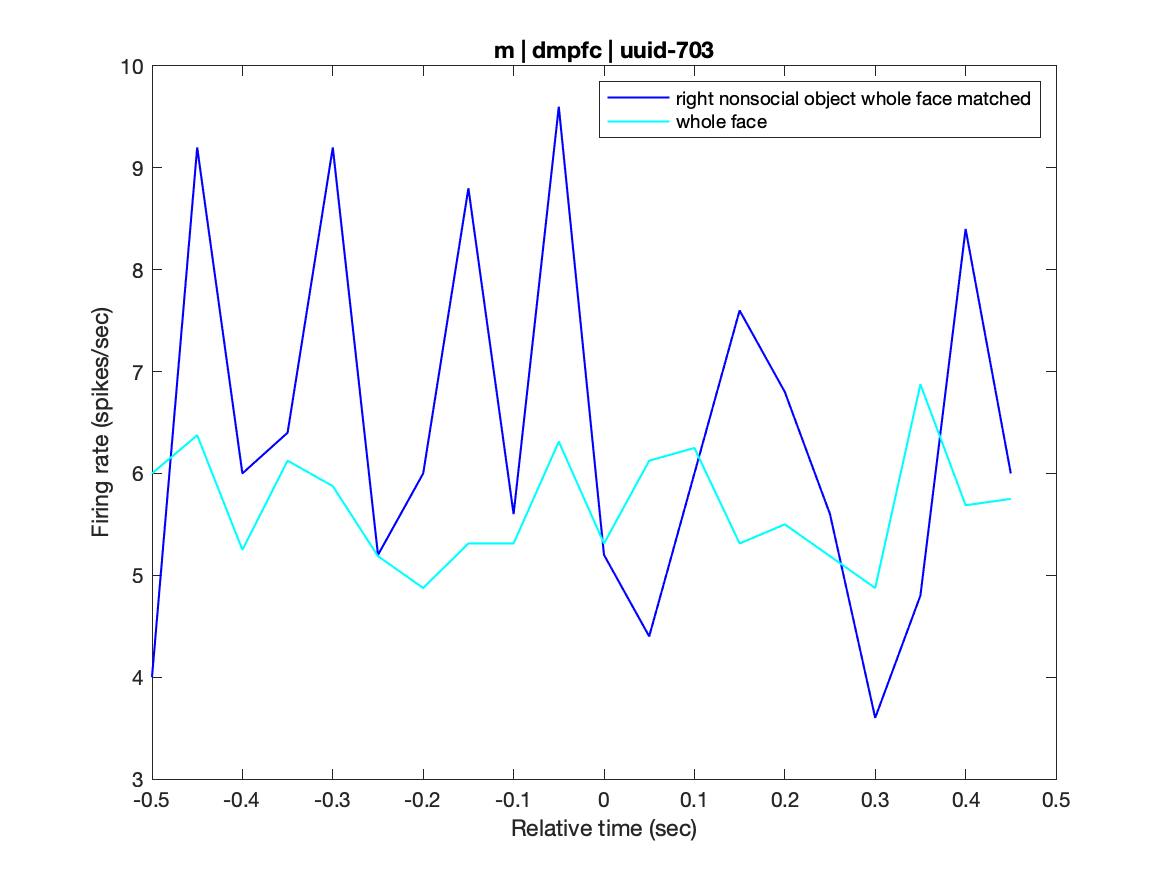 m | dmpfc | uuid-703
right nonsocial object whole face matched
whole face
10
9
8
7
6
5
4
3
Firing rate (spikes/sec)
-0.5 -0.4 -0.3 -0.2 -0.1 0 0.1 0.2 0.3 0.4 0.5
Relative time (sec)